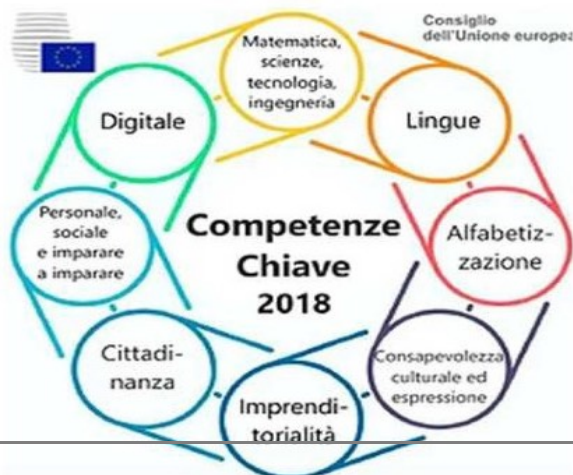 Consiglio
dell'Unione europea
Matematica,
scienze,
tecnologia,
ingegneria
Digitale
Lingue
Personale,
sociale
e imparare
a imparare
Competenze
Chiave
2018
Alfabetiz-
zazione
Cittadi-
nanza
Consapevolezza
culturale ed
espressione
Imprendi-
torialità